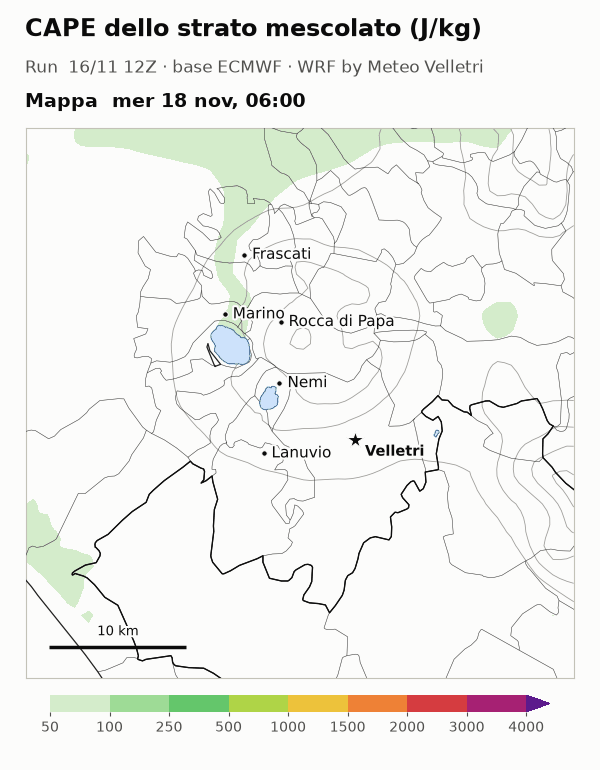 CAPE dello strato mescolato (J/kg)
Run  16/11 12Z · base ECMWF · WRF by Meteo Velletri
Mappa  mer 18 nov, 06:00
Frascati
Marino
Rocca di Papa
Nemi
Velletri
Lanuvio
10 km
50 100 250 500 1000 1500 2000 3000 4000